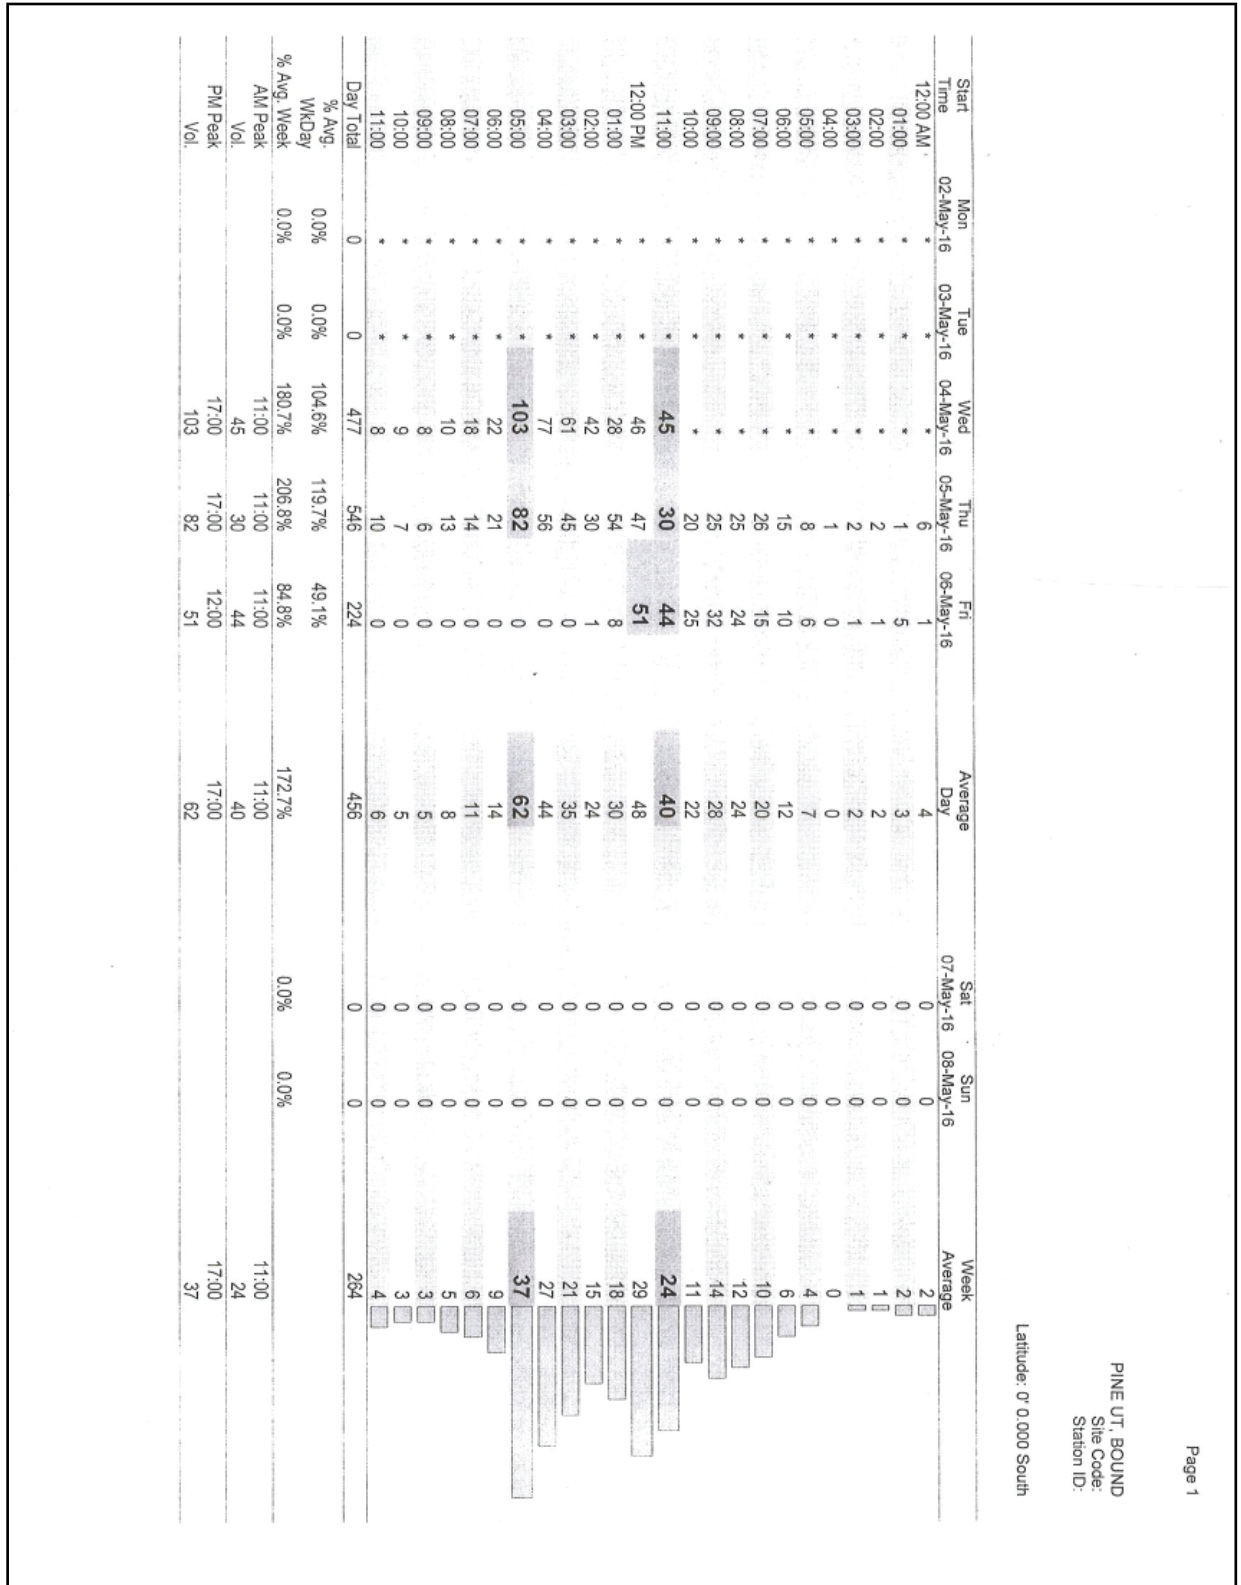 Page 1
PINE UT, BOUND
Site Code:
Station ID:
Latitude: 0' 0.000 South
Start Mon Tue Wed Thu Fri Average Sat Sun Week
Time 02-May-16 03-May-16 04-May-16 05-May-16 06-May-16 Day 07-May-16 08-May-16 Average
12:00 AM * * * 6 1 4 0 0 2
01:00 * * * 1 5 3 0 0 2
02:00 * * * 2 1 2 0 0 1
03:00 * * * 2 1 2 0 0 1
04:00 * * * 1 0 0 0 0 0
05:00 * * * 8 6 7 0 0 4
06:00 * * * 15 10 12 0 0 6
07:00 * * * 26 15 20 0 0 10
08:00 * * * 25 24 24 0 0 12
09:00 * * * 25 32 28 0 0 14
10:00 * * * 20 25 22 0 0 11
11:00 * * 45 30 44 40 0 0 24
12:00 PM * * 46 47 51 48 0 0 29
01:00 * * 28 54 8 30 0 0 18
02:00 * * 42 30 1 24 0 0 15
03:00 * * 61 45 0 35 0 0 21
04:00 * * 77 56 0 44 0 0 27
05:00 * * 103 82 0 62 0 0 37
06:00 * * 22 21 0 14 0 0 9
07:00 * * 18 14 0 11 0 0 6
08:00 * * 10 13 0 8 0 0 5
09:00 * * 8 6 0 5 0 0 3
10:00 * * 9 7 0 5 0 0 3
11:00 * * 8 10 0 6 0 0 4
Day Total 0 0 477 546 224 456 0 0 264
% Avg.
WkDay 0.0% 0.0% 104.6% 119.7% 49.1%
% Avg. Week 0.0% 0.0% 180.7% 206.8% 84.8% 172.7% 0.0% 0.0%
AM Peak 11:00 11:00 11:00 11:00 11:00
Vol. 45 30 44 40 24
PM Peak 17:00 17:00 12:00 17:00 17:00
Vol. 103 82 51 62 37